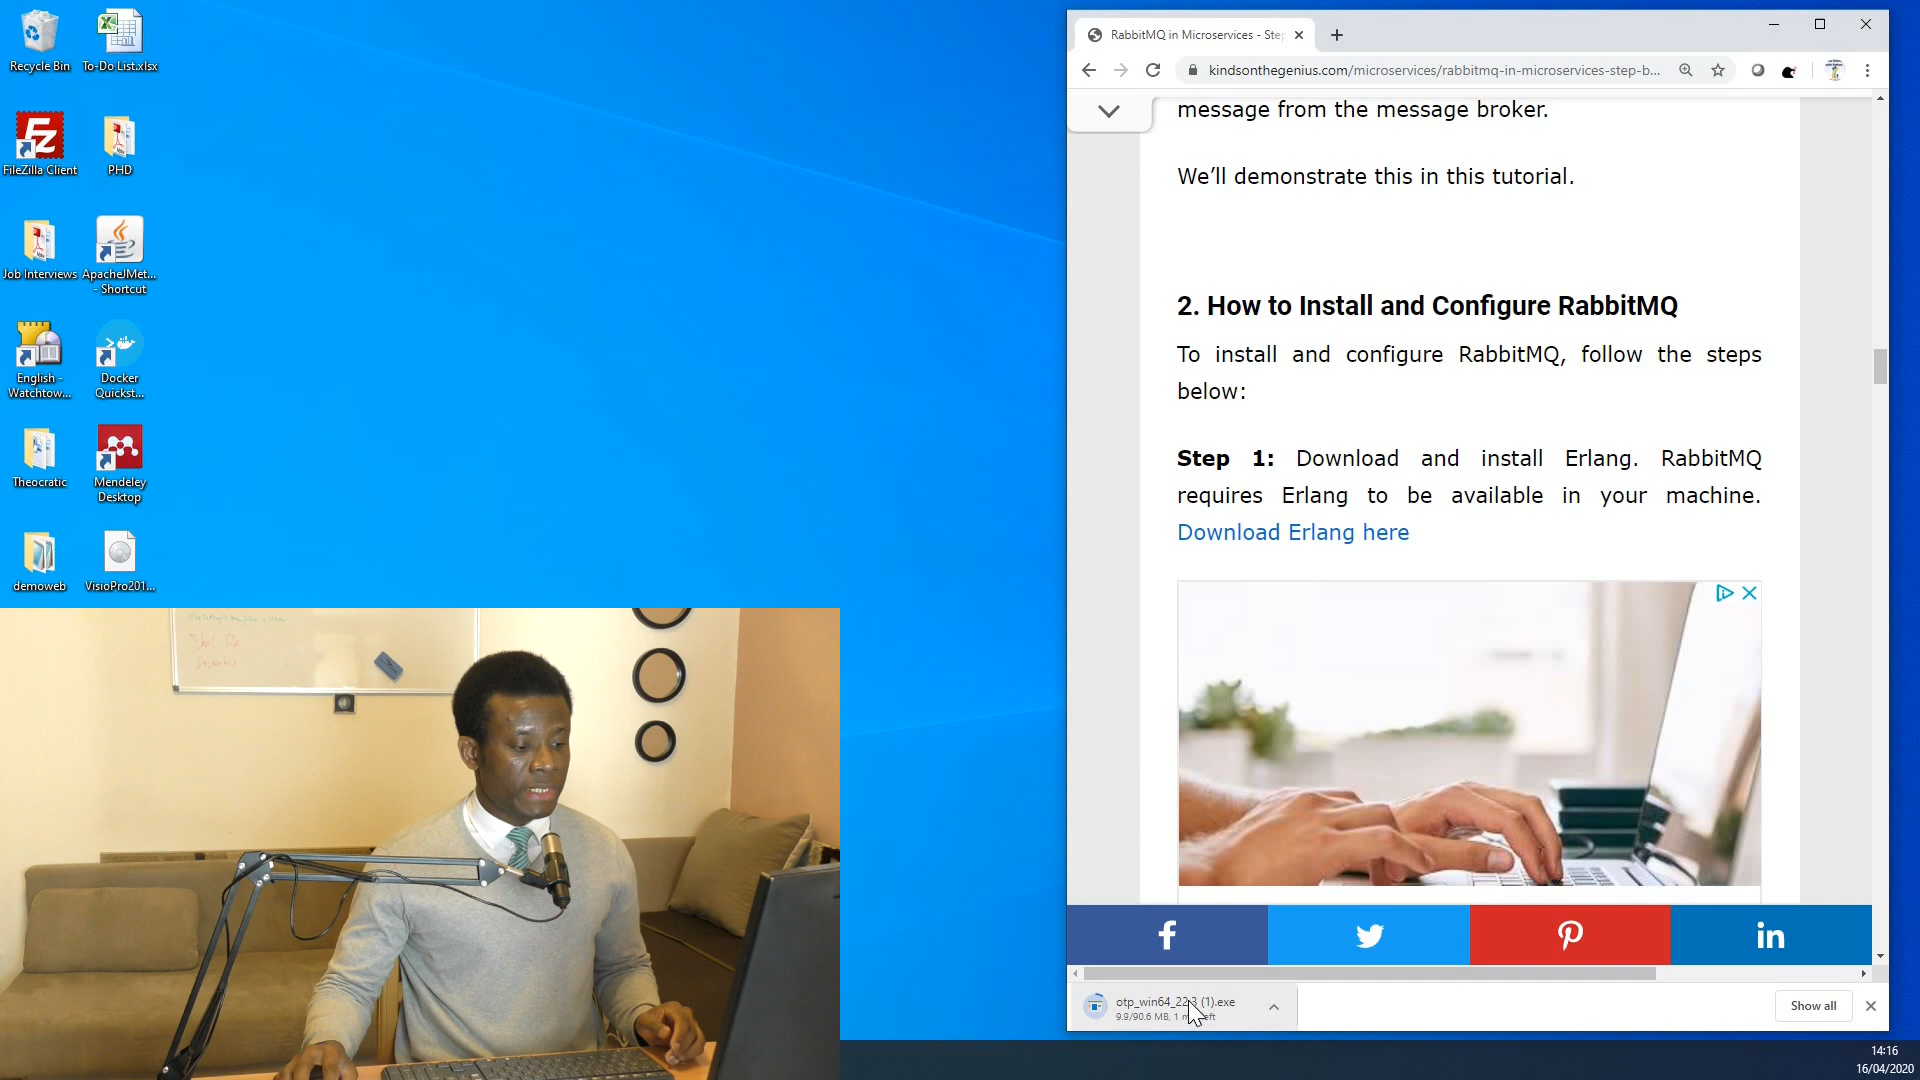 Recycle Bin
To-Do List.xlsx
FileZilla Client
PHD
Job Interviews
ApacheJMet...
- Shortcut
English -
Watchtow...
Docker
Quickst...
Theocratic
Mendeley
Desktop
demoweb
VisioPro201...
RabbitMQ in Microservices - Ste
kindsonthegenius.com/microservices/rabbitmq-in-microservices-step-b...
message from the message broker.
We’ll demonstrate this in this tutorial.
2. How to Install and Configure RabbitMQ
To install and configure RabbitMQ, follow the steps
below:
Step 1: Download and install Erlang. RabbitMQ
requires Erlang to be available in your machine.
Download Erlang here
otp_win64_22.3 (1).exe
9.9/90.6 MB, 1 left
Show all
14:16
16/04/2020